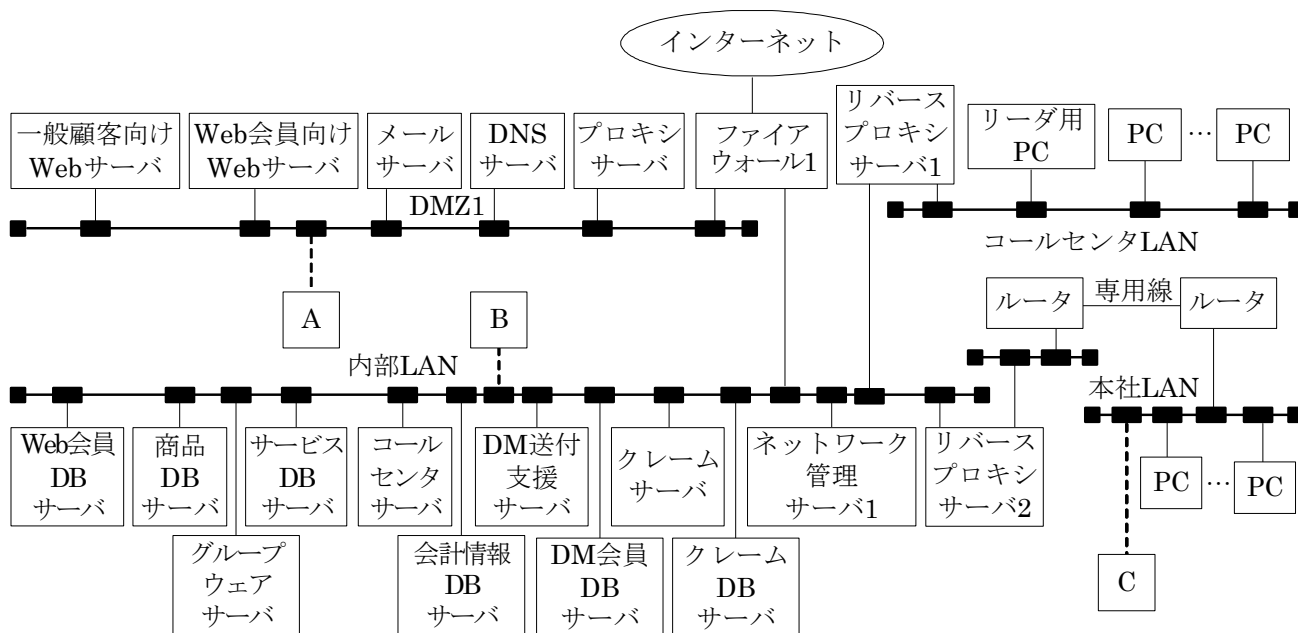 インターネット
一般顧客向け
Webサーバ
Web会員向け
Webサーバ
メール
サーバ
DNS
サーバ
プロキシ
サーバ
ファイア
ウォール1
リバース
プロキシ
サーバ1
リーダ用
PC
PC
…
PC
DMZ1
コールセンタLAN
A
B
ルータ
専用線
ルータ
内部LAN
本社LAN
Web会員
DB
サーバ
商品
DB
サーバ
サービス
DB
サーバ
コール
センタ
サーバ
DM送付
支援
サーバ
クレーム
サーバ
ネットワーク
管理
サーバ1
リバース
プロキシ
サーバ2
PC
…
PC
グループ
ウェア
サーバ
会計情報
DB
サーバ
DM会員
DB
サーバ
クレーム
DB
サーバ
C